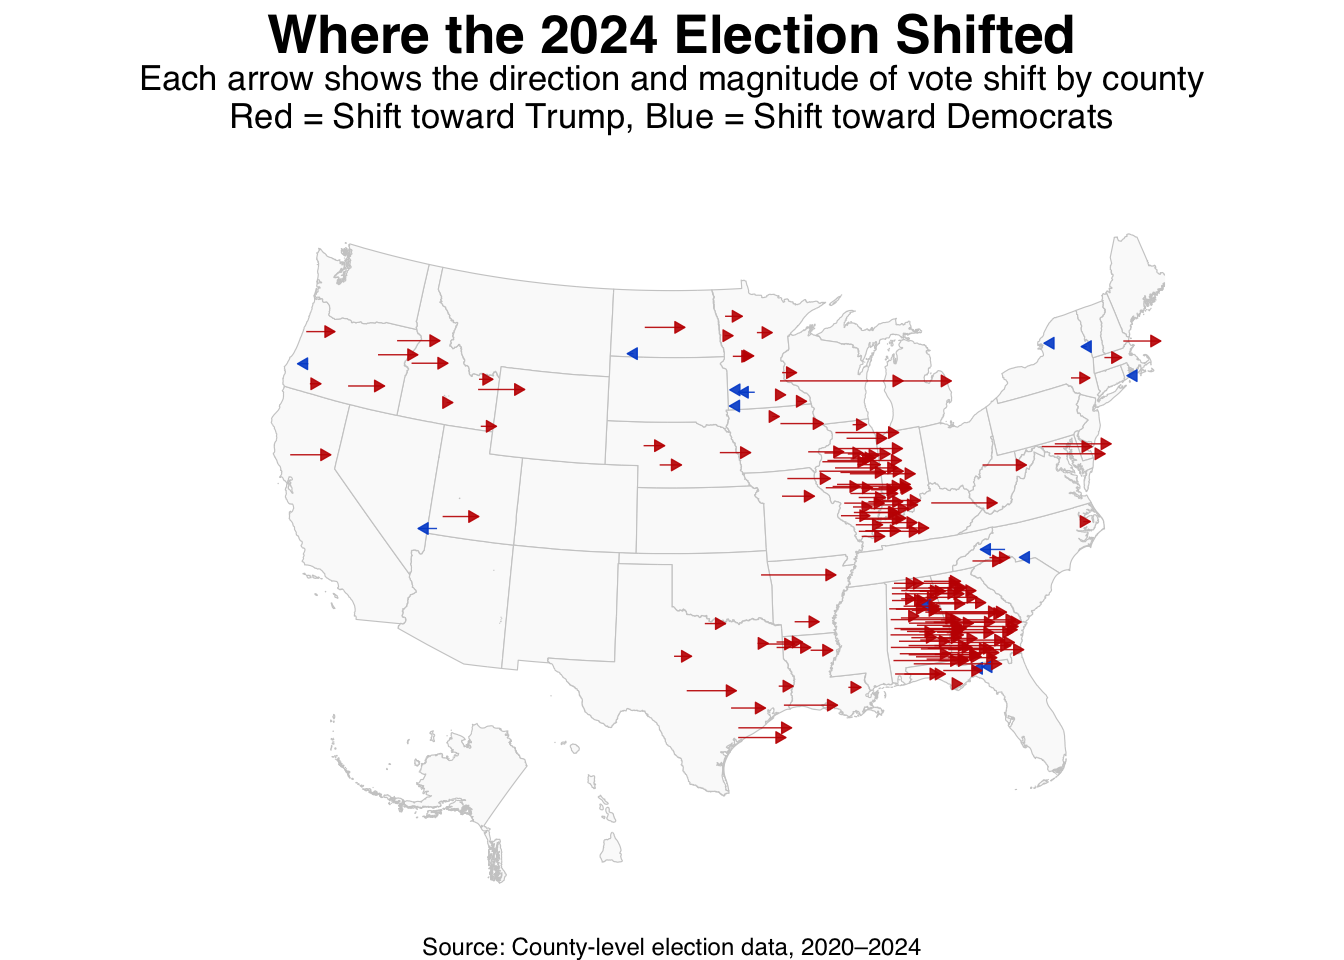 Where the 2024 Election Shifted
Each arrow shows the direction and magnitude of vote shift by county
Red = Shift toward Trump, Blue = Shift toward Democrats
Source: County-level election data, 2020–2024